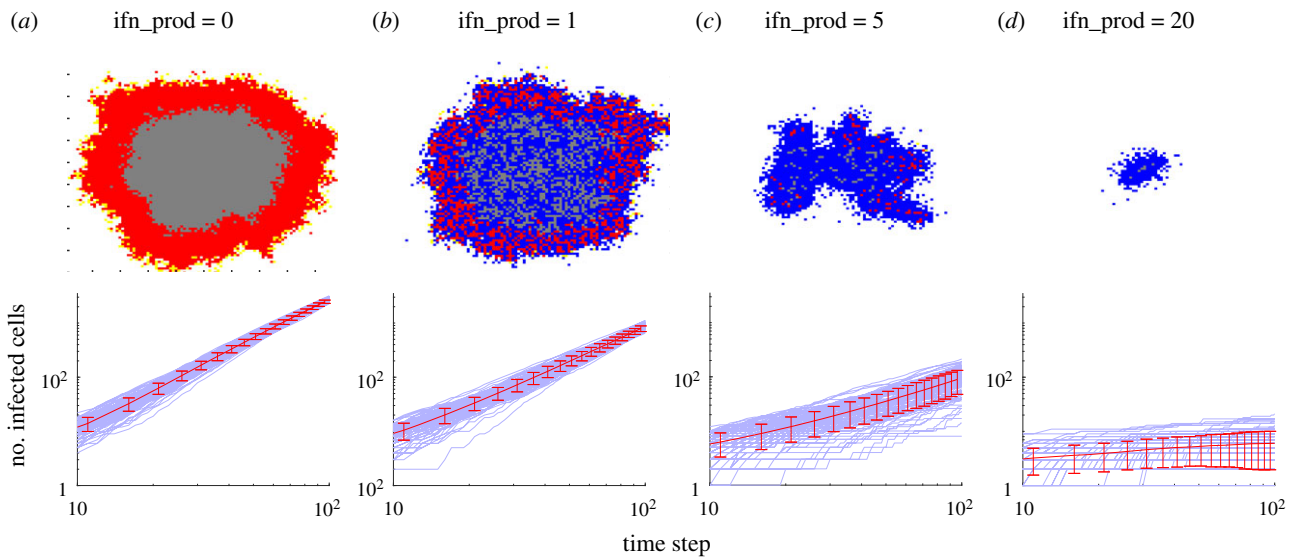 (a) ifn_prod = 0 (b) ifn_prod = 1 (c) ifn_prod = 5 (d) ifn_prod = 20
no. infected cells
10² 10² 10² 10²
1 10² 1 1
10 10² 10 10² 10 10² 10 10²
time step